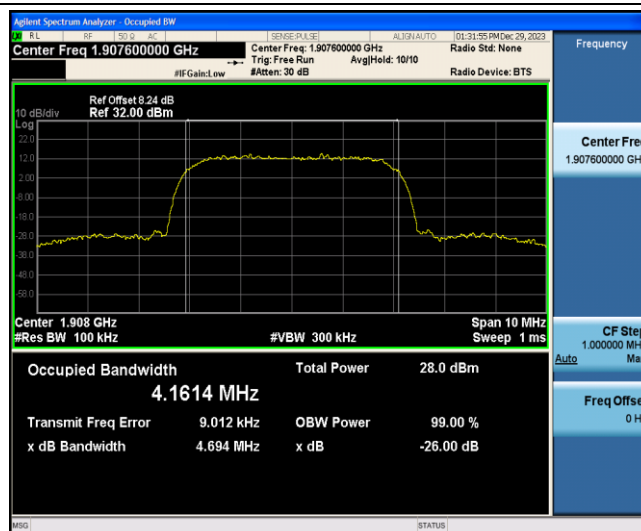 Agilent Spectrum Analyzer - Occupied BW
LXI RL RF 50 Ω AC SENSE:PULSE ALIGN AUTO 01:31:55 PM Dec 29, 2023
Center Freq 1.907600000 GHz Center Freq: 1.907600000 GHz Radio Std: None Frequency
Trig: Free Run Avg|Hold: 10/10
#IFGain:Low #Atten: 30 dB Radio Device: BTS
Ref Offset 8.24 dB
10 dB/div Ref 32.00 dBm
Log
22.0
12.0
2.00
-8.00
-18.0
-28.0
-38.0
-48.0
-58.0
Center 1.908 GHz Span 10 MHz
#Res BW 100 kHz #VBW 300 kHz Sweep 1 ms
Occupied Bandwidth Total Power 28.0 dBm
4.1614 MHz
Transmit Freq Error 9.012 kHz OBW Power 99.00 %
x dB Bandwidth 4.694 MHz x dB -26.00 dB
Center Fre
1.907600000 GH
CF Step
1.000000 MH
Auto Ma
Freq Offse
0 H
MSG STATUS